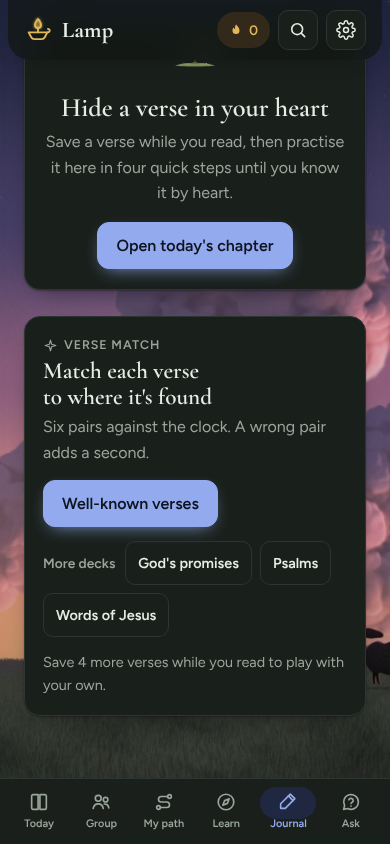 Lamp
0
Hide a verse in your heart
Save a verse while you read, then practise
it here in four quick steps until you know
it by heart.
Open today's chapter
VERSE MATCH
Match each verse
to where it's found
Six pairs against the clock. A wrong pair
adds a second.
Well-known verses
More decks
God's promises
Psalms
Words of Jesus
Save 4 more verses while you read to play with
your own.
Today
Group
My path
Learn
Journal
Ask